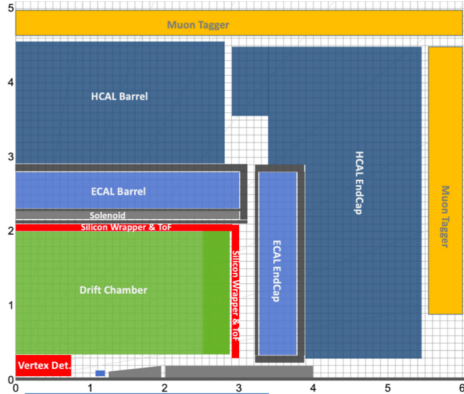 5
Muon Tagger
4
HCAL Barrel
3
HCAL EndCap
ECAL Barrel
Muon Tagger
Solenoid
Silicon Wrapper & ToF
2
Silicon Wrapper & ToF
ECAL EndCap
Drift Chamber
1
Vertex Det.
0
0 1 2 3 4 5 6